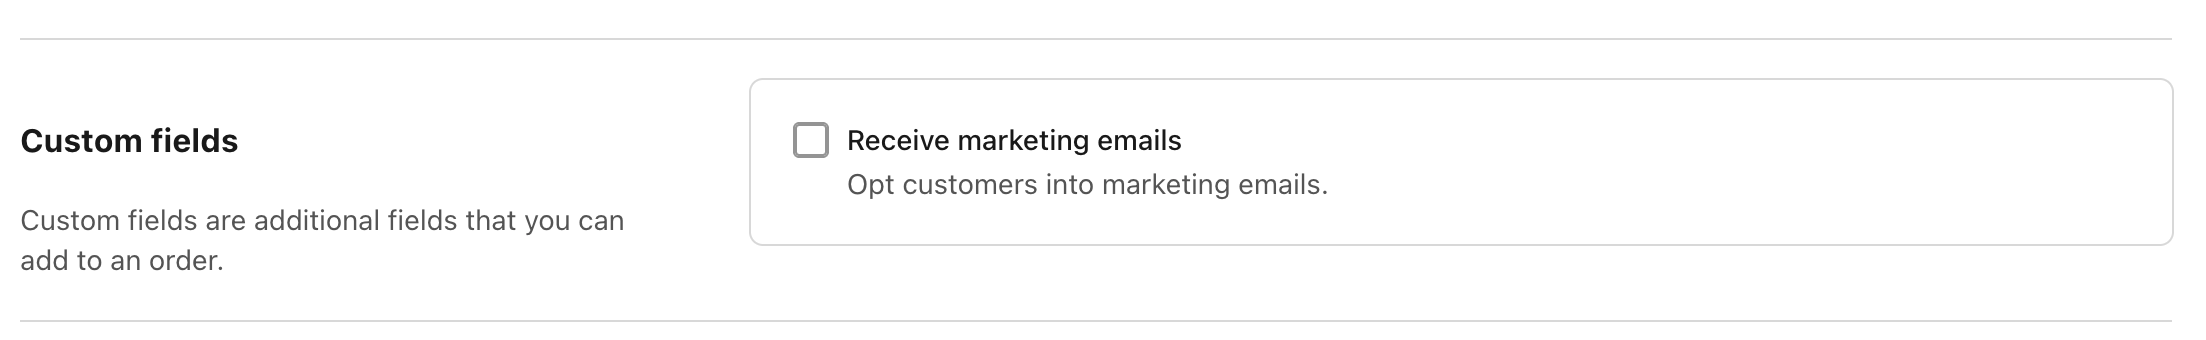 Custom fields
Custom fields are additional fields that you can
add to an order.
Receive marketing emails
Opt customers into marketing emails.